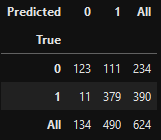 Predicted 0 1 All
True
0 123 111 234
1 11 379 390
All 134 490 624